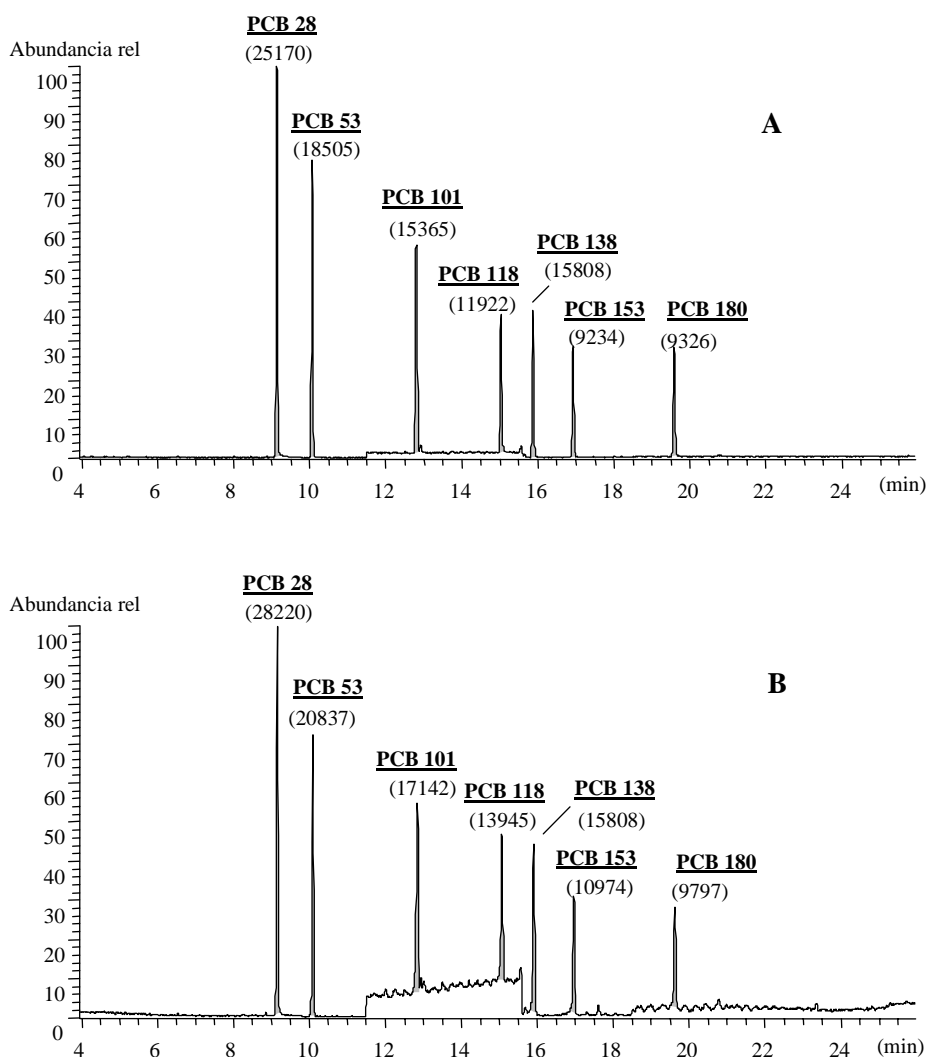 PCB 28
Abundancia rel
(25170)
100
PCB 53
A
90
(18505)
80
PCB 101
70
(15365)
60
PCB 138
(15808)
50
PCB 118
(11922)
40
PCB 153
PCB 180
(9234)
(9326)
30
20
10
0
4 6 8 10 12 14 16 18 20 22 24 (min)
PCB 28
Abundancia rel
(28220)
100
90
PCB 53
B
80
(20837)
70
PCB 101
(17142)
60
PCB 118
PCB 138
(13945)
(15808)
50
40
PCB 153
PCB 180
(10974)
(9797)
30
20
10
0
4 6 8 10 12 14 16 18 20 22 24 (min)